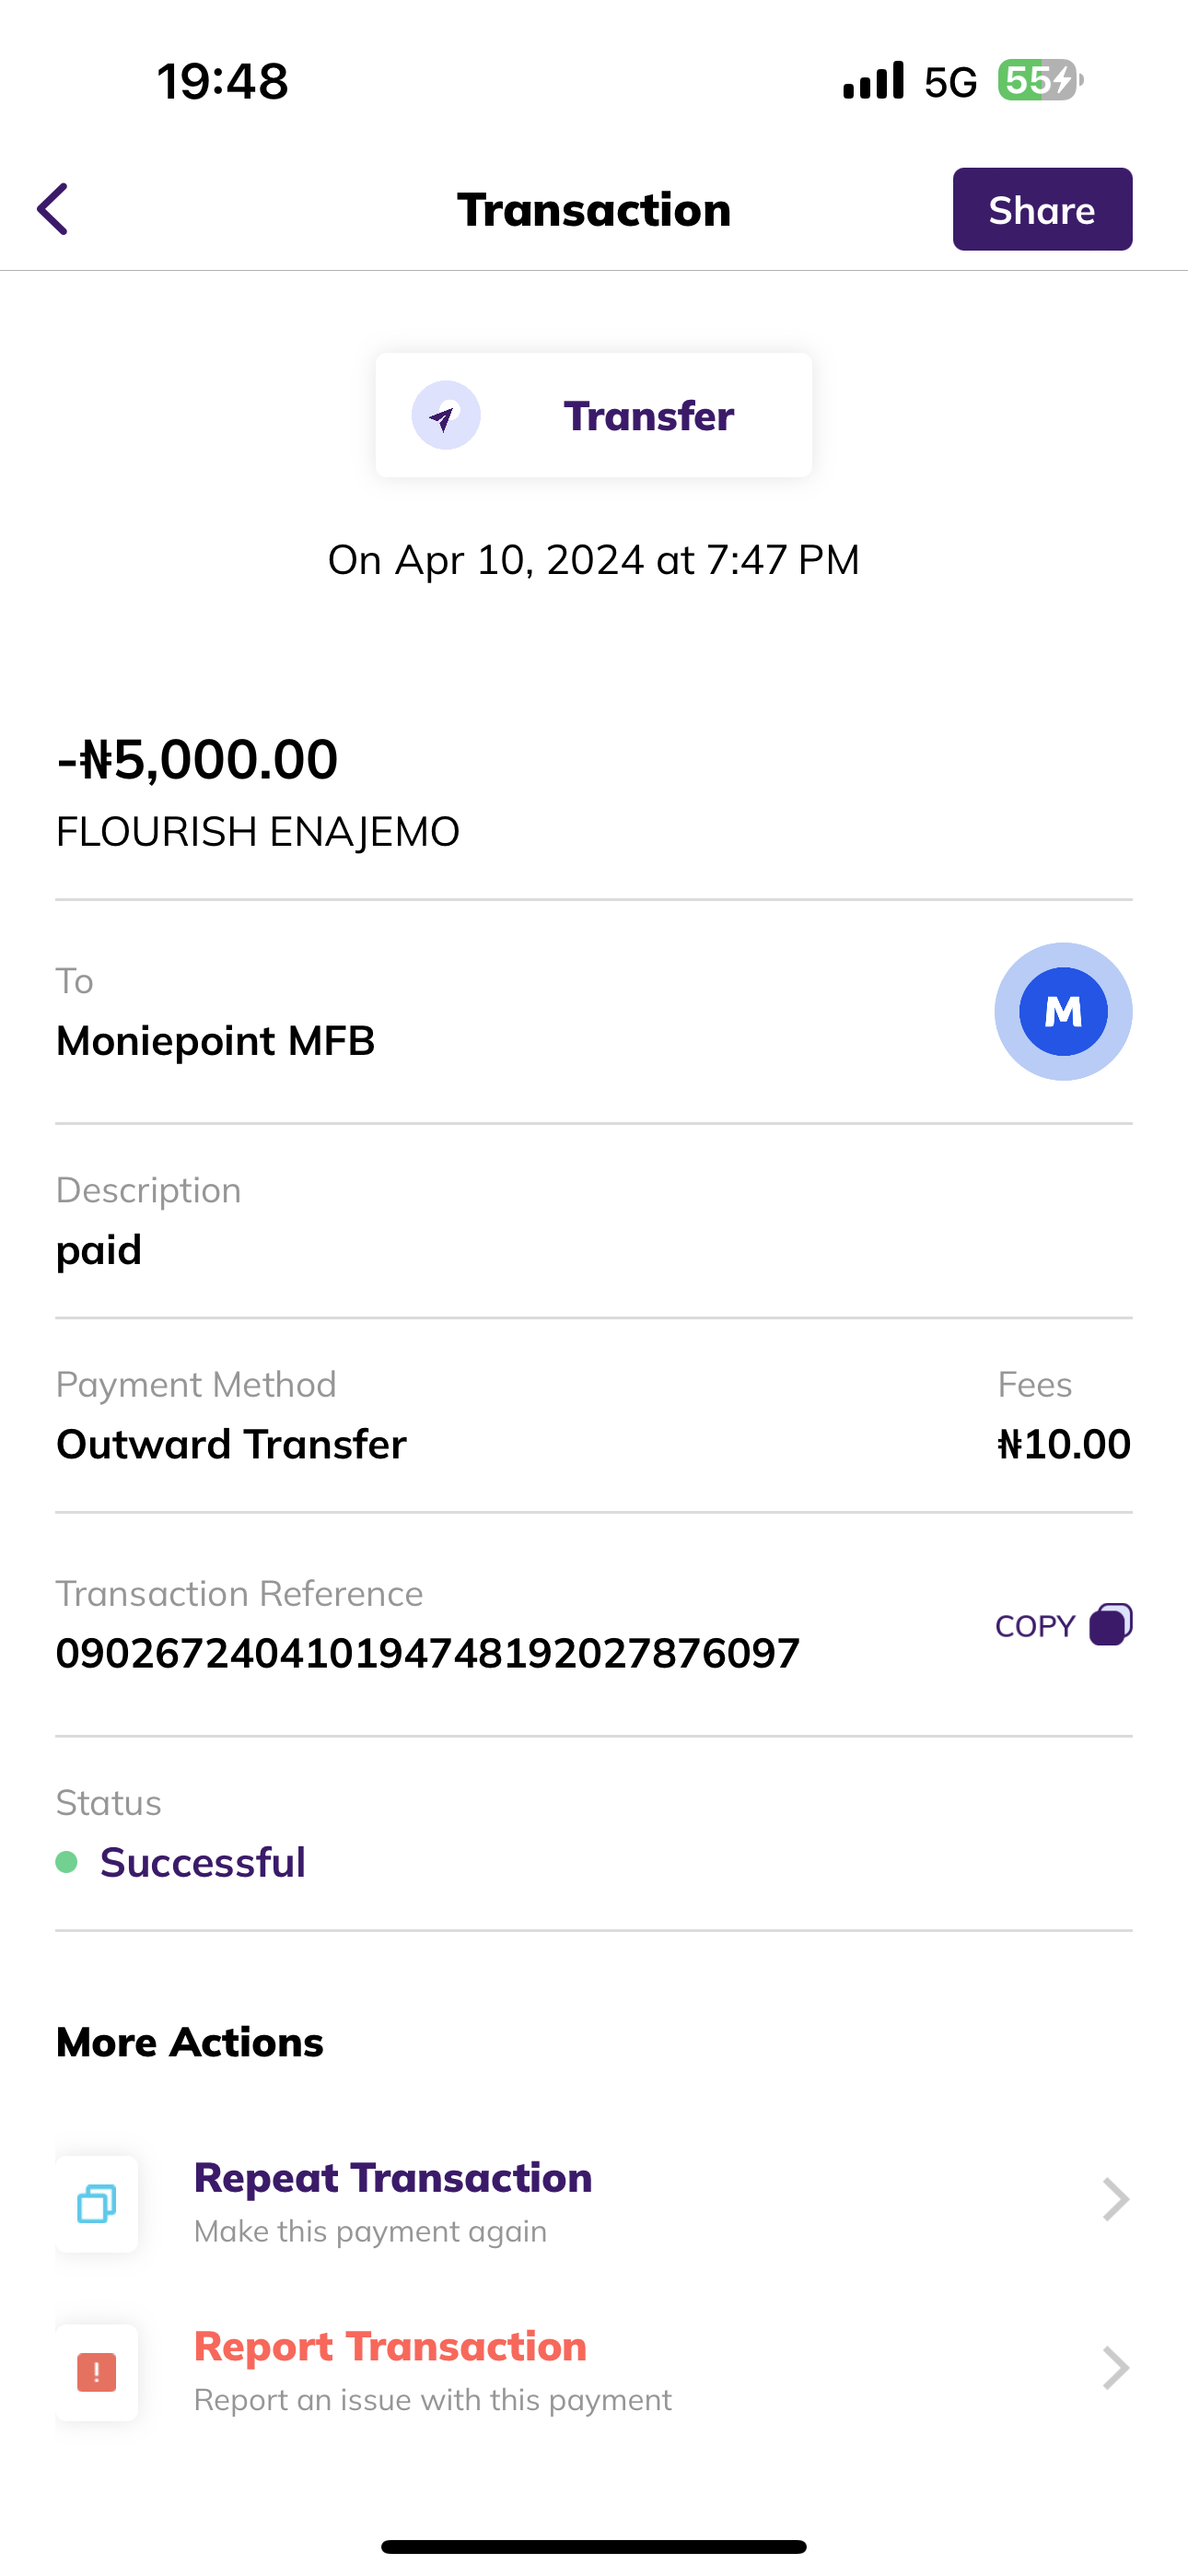 19:48
5G 55
Transaction
Share
Transfer
On Apr 10, 2024 at 7:47 PM
-₦5,000.00
FLOURISH ENAJEMO
To
Moniepoint MFB
M
Description
paid
Payment Method
Fees
Outward Transfer
₦10.00
Transaction Reference
090267240410194748192027876097
COPY
Status
Successful
More Actions
Repeat Transaction
Make this payment again
Report Transaction
Report an issue with this payment